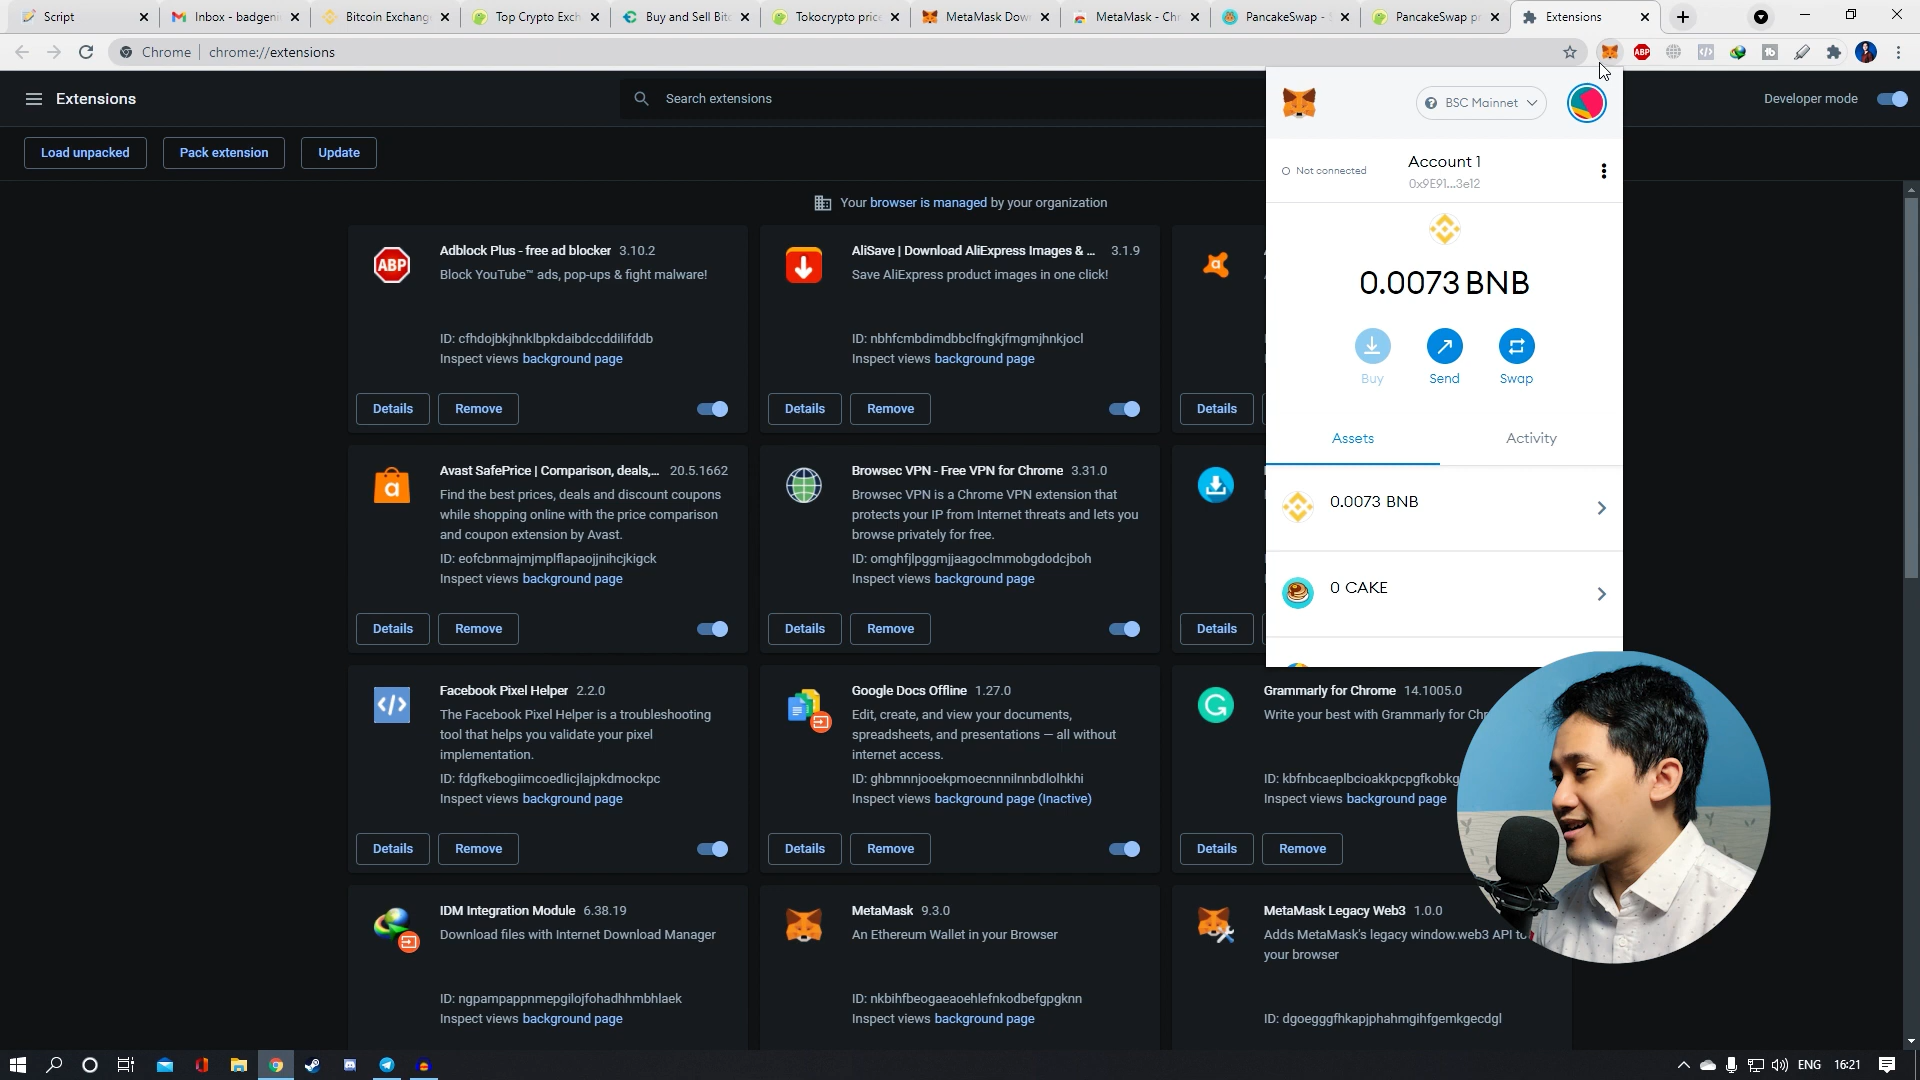 Script
Inbox - badgeni
Bitcoin Exchang
Top Crypto Exch
Buy and Sell Bit
Tokocrypto price
MetaMask Dow
MetaMask - Chr
PancakeSwap -
PancakeSwap pr
Extensions
Chrome
chrome://extensions
ABP
Extensions
Search extensions
Developer mode
Load unpacked
Pack extension
Update
Your browser is managed by your organization
ABP
Adblock Plus - free ad blocker 3.10.2
Block YouTube™ ads, pop-ups & fight malware!
ID: cfhdojbkjhnklbpkdaibdccddilifddb
Inspect views background page
Details
Remove
AliSave | Download AliExpress Images & ... 3.1.9
Save AliExpress product images in one click!
ID: nbhfcmbdimdbbclfngkjfmgmjhnkjocl
Inspect views background page
Details
Remove
Details
Avast SafePrice | Comparison, deals,... 20.5.1662
Find the best prices, deals and discount coupons
while shopping online with the price comparison
and coupon extension by Avast.
ID: eofcbnmajmjmplflapaojjnihcjkigck
Inspect views background page
Details
Remove
Browsec VPN - Free VPN for Chrome 3.31.0
Browsec VPN is a Chrome VPN extension that
protects your IP from Internet threats and lets you
browse privately for free.
ID: omghfjlpggmjjaagoclmmobgdodcjboh
Inspect views background page
Details
Remove
Details
Facebook Pixel Helper 2.2.0
The Facebook Pixel Helper is a troubleshooting
tool that helps you validate your pixel
implementation.
ID: fdgfkebogiimcoedlicjlajpkdmockpc
Inspect views background page
Details
Remove
Google Docs Offline 1.27.0
Edit, create, and view your documents,
spreadsheets, and presentations — all without
internet access.
ID: ghbmnnjooekpmoecnnnilnnbdlolhkhi
Inspect views background page (Inactive)
Details
Remove
Grammarly for Chrome 14.1005.0
Write your best with Grammarly for Chr
ID: kbfnbcaeplbcioakkpcpgfkobkg
Inspect views background page
Details
Remove
IDM Integration Module 6.38.19
Download files with Internet Download Manager
ID: ngpampappnmepgilojfohadhhmbhlaek
Inspect views background page
MetaMask 9.3.0
An Ethereum Wallet in your Browser
ID: nkbihfbeogaeaoehlefnkodbefgpgknn
Inspect views background page
MetaMask Legacy Web3 1.0.0
Adds MetaMask's legacy window.web3 API to
your browser
ID: dgoegggfhkapjphahmgihfgemkgecdgl
BSC Mainnet
Not connected
Account 1
0x9E91...3e12
0.0073 BNB
Buy
Send
Swap
Assets
Activity
0.0073 BNB
0 CAKE
ENG
16:21